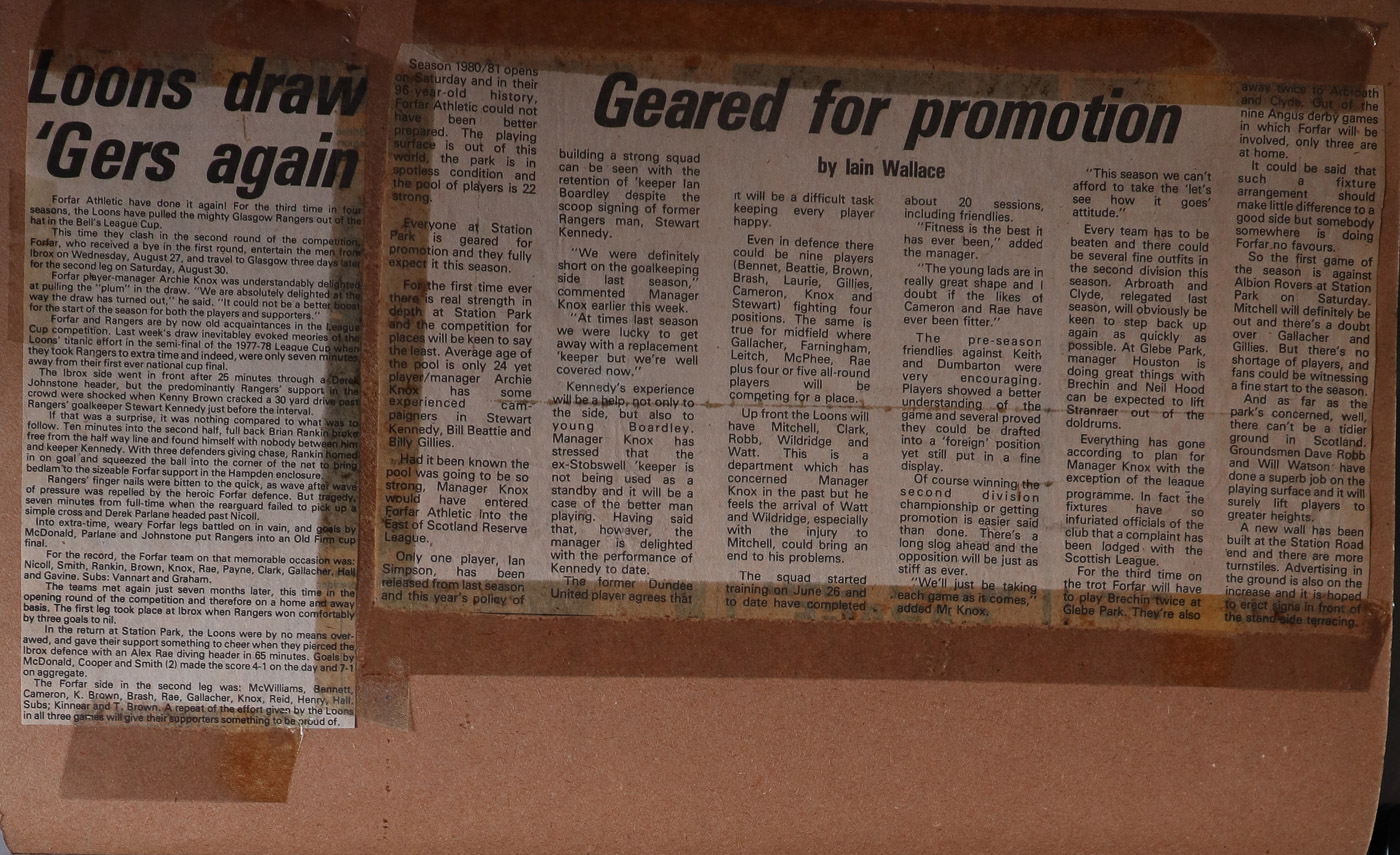 Loons draw
'Gers again
Forfar Athletic have done it again! For the third time in four
seasons, the Loons have pulled the mighty Glasgow Rangers out of the
hat in the Bell's League Cup.
This time they clash in the second round of the competition.
Forfar, who received a bye in the first round, entertain the men from
Ibrox on Wednesday, August 27, and travel to Glasgow three days later
for the second leg on Saturday, August 30.
Forfar player-manager Archie Knox was understandably delighted
at pulling the "plum" in the draw. "We are absolutely delighted at the
way the draw has turned out," he said. "It could not be a better boost
for the start of the season for both the players and supporters."
Forfar and Rangers are by now old acquaintances in the League
Cup competition. Last week's draw inevitabley evoked meories of the
Loons' titanic effort in the semi-final of the 1977-78 League Cup when
they took Rangers to extra time and indeed, were only seven minutes
away from their first ever national cup final.
The Ibrox side went in front after 25 minutes through a Derek
Johnstone header, but the predominantly Rangers' support in the
crowd were shocked when Kenny Brown cracked a 30 yard drive past
Rangers' goalkeeper Stewart Kennedy just before the interval.
If that was a surprise, it was nothing compared to what was to
follow. Ten minutes into the second half, full back Brian Rankin broke
free from the half way line and found himself with nobody between him
and keeper Kennedy. With three defenders giving chase, Rankin homed
in on goal and squeezed the ball into the corner of the net to bring
bedlam to the sizeable Forfar support in the Hampden enclosure.
Rangers' finger nails were bitten to the quick, as wave after wave
of pressure was repelled by the heroic Forfar defence. But tragedy,
seven minutes from full-time when the rearguard failed to pick up a
simple cross and Derek Parlane headed past Nicoll.
Into extra-time, weary Forfar legs battled on in vain, and goals by
McDonald, Parlane and Johnstone put Rangers into an Old Firm cup
final.
For the record, the Forfar team on that memorable occasion was:
Nicoll, Smith, Rankin, Brown, Knox, Rae, Payne, Clark, Gallacher, Hall
and Gavine. Subs: Vannart and Graham.
The teams met again just seven months later, this time in the
opening round of the competition and therefore on a home and away
basis. The first leg took place at Ibrox when Rangers won comfortably
by three goals to nil.
In the return at Station Park, the Loons were by no means over-
awed, and gave their support something to cheer when they pierced the
Ibrox defence with an Alex Rae diving header in 65 minutes. Goals by
McDonald, Cooper and Smith (2) made the score 4-1 on the day and 7-1
on aggregate.
The Forfar side in the second leg was: McWilliams, Bennett,
Cameron, K. Brown, Brash, Rae, Gallacher, Knox, Reid, Henry, Hall.
Subs; Kinnear and T. Brown. A repeat of the effort given by the Loons
in all three games will give their supporters something to be proud of.
Geared for promotion
by Iain Wallace
Season 1980/81 opens
on Saturday and in their
96 year-old history,
Forfar Athletic could not
have been better
prepared. The playing
surface is out of this
world, the park is in
spotless condition and
the pool of players is 22
strong.
Everyone at Station
Park is geared for
promotion and they fully
expect it this season.
For the first time ever
there is real strength in
depth at Station Park
and the competition for
places will be keen to say
the least. Average age of
the pool is only 24 yet
player/manager Archie
Knox has some
experienced cam-
paigners in Stewart
Kennedy, Bill Beattie and
Billy Gillies.
Had it been known the
pool was going to be so
strong, Manager Knox
would have entered
Forfar Athletic into the
East of Scotland Reserve
League.
Only one player, Ian
Simpson, has been
released from last season
and this year's policy of
building a strong squad
can be seen with the
retention of 'keeper Ian
Boardley despite the
scoop signing of former
Rangers man, Stewart
Kennedy.
"We were definitely
short on the goalkeeping
side last season,"
commented Manager
Knox earlier this week.
"At times last season
we were lucky to get
away with a replacement
'keeper but we're well
covered now."
Kennedy's experience
will be a help, not only to
the side, but also to
young Boardley.
Manager Knox has
stressed that the
ex-Stobswell 'keeper is
not being used as a
standby and it will be a
case of the better man
playing. Having said
that, however, the
manager is delighted
with the performance of
Kennedy to date.
The former Dundee
United player agrees that
it will be a difficult task
keeping every player
happy.
Even in defence there
could be nine players
(Bennet, Beattie, Brown,
Brash, Laurie, Gillies,
Cameron, Knox and
Stewart) fighting four
positions. The same is
true for midfield where
Gallacher, Farningham,
Leitch, McPhee, Rae
plus four or five all-round
players will be
competing for a place.
Up front the Loons will
have Mitchell, Clark,
Robb, Wildridge and
Watt. This is a
department which has
concerned Manager
Knox in the past but he
feels the arrival of Watt
and Wildridge, especially
with the injury to
Mitchell, could bring an
end to his problems.
The squad started
training on June 26 and
to date have completed
about 20 sessions,
including friendlies.
"Fitness is the best it
has ever been," added
the manager.
"The young lads are in
really great shape and I
doubt if the likes of
Cameron and Rae have
ever been fitter."
The pre-season
friendlies against Keith
and Dumbarton were
very encouraging.
Players showed a better
understanding of the
game and several proved
they could be drafted
into a 'foreign' position
yet still put in a fine
display.
Of course winning the
second division
championship or getting
promotion is easier said
than done. There's a
long slog ahead and the
opposition will be just as
stiff as ever.
"We'll just be taking
each game as it comes,"
added Mr Knox.
"This season we can't
afford to take the 'let's
see how it goes'
attitude."
Every team has to be
beaten and there could
be several fine outfits in
the second division this
season. Arbroath and
Clyde, relegated last
season, will obviously be
keen to step back up
again as quickly as
possible. At Glebe Park,
manager Houston is
doing great things with
Brechin and Neil Hood
can be expected to lift
Stranraer out of the
doldrums.
Everything has gone
according to plan for
Manager Knox with the
exception of the league
programme. In fact the
fixtures have so
infuriated officials of the
club that a complaint has
been lodged with the
Scottish League.
For the third time on
the trot Forfar will have
to play Brechin twice at
Glebe Park. They're also
away twice to Arbroath
and Clyde. Out of the
nine Angus derby games
in which Forfar will be
involved, only three are
at home.
It could be said that
such a fixture
arrangement should
make little difference to a
good side but somebody
somewhere is doing
Forfar no favours.
So the first game of
the season is against
Albion Rovers at Station
Park on Saturday.
Mitchell will definitely be
out and there's a doubt
over Gallacher and
Gillies. But there's no
shortage of players, and
fans could be witnessing
a fine start to the season.
And as far as the
park's concerned, well,
there can't be a tidier
ground in Scotland.
Groundsmen Dave Robb
and Will Watson have
done a superb job on the
playing surface and it will
surely lift players to
greater heights.
A new wall has been
built at the Station Road
end and there are more
turnstiles. Advertising in
the ground is also on the
increase and it is hoped
to erect signs in front of
the stand-side terracing.